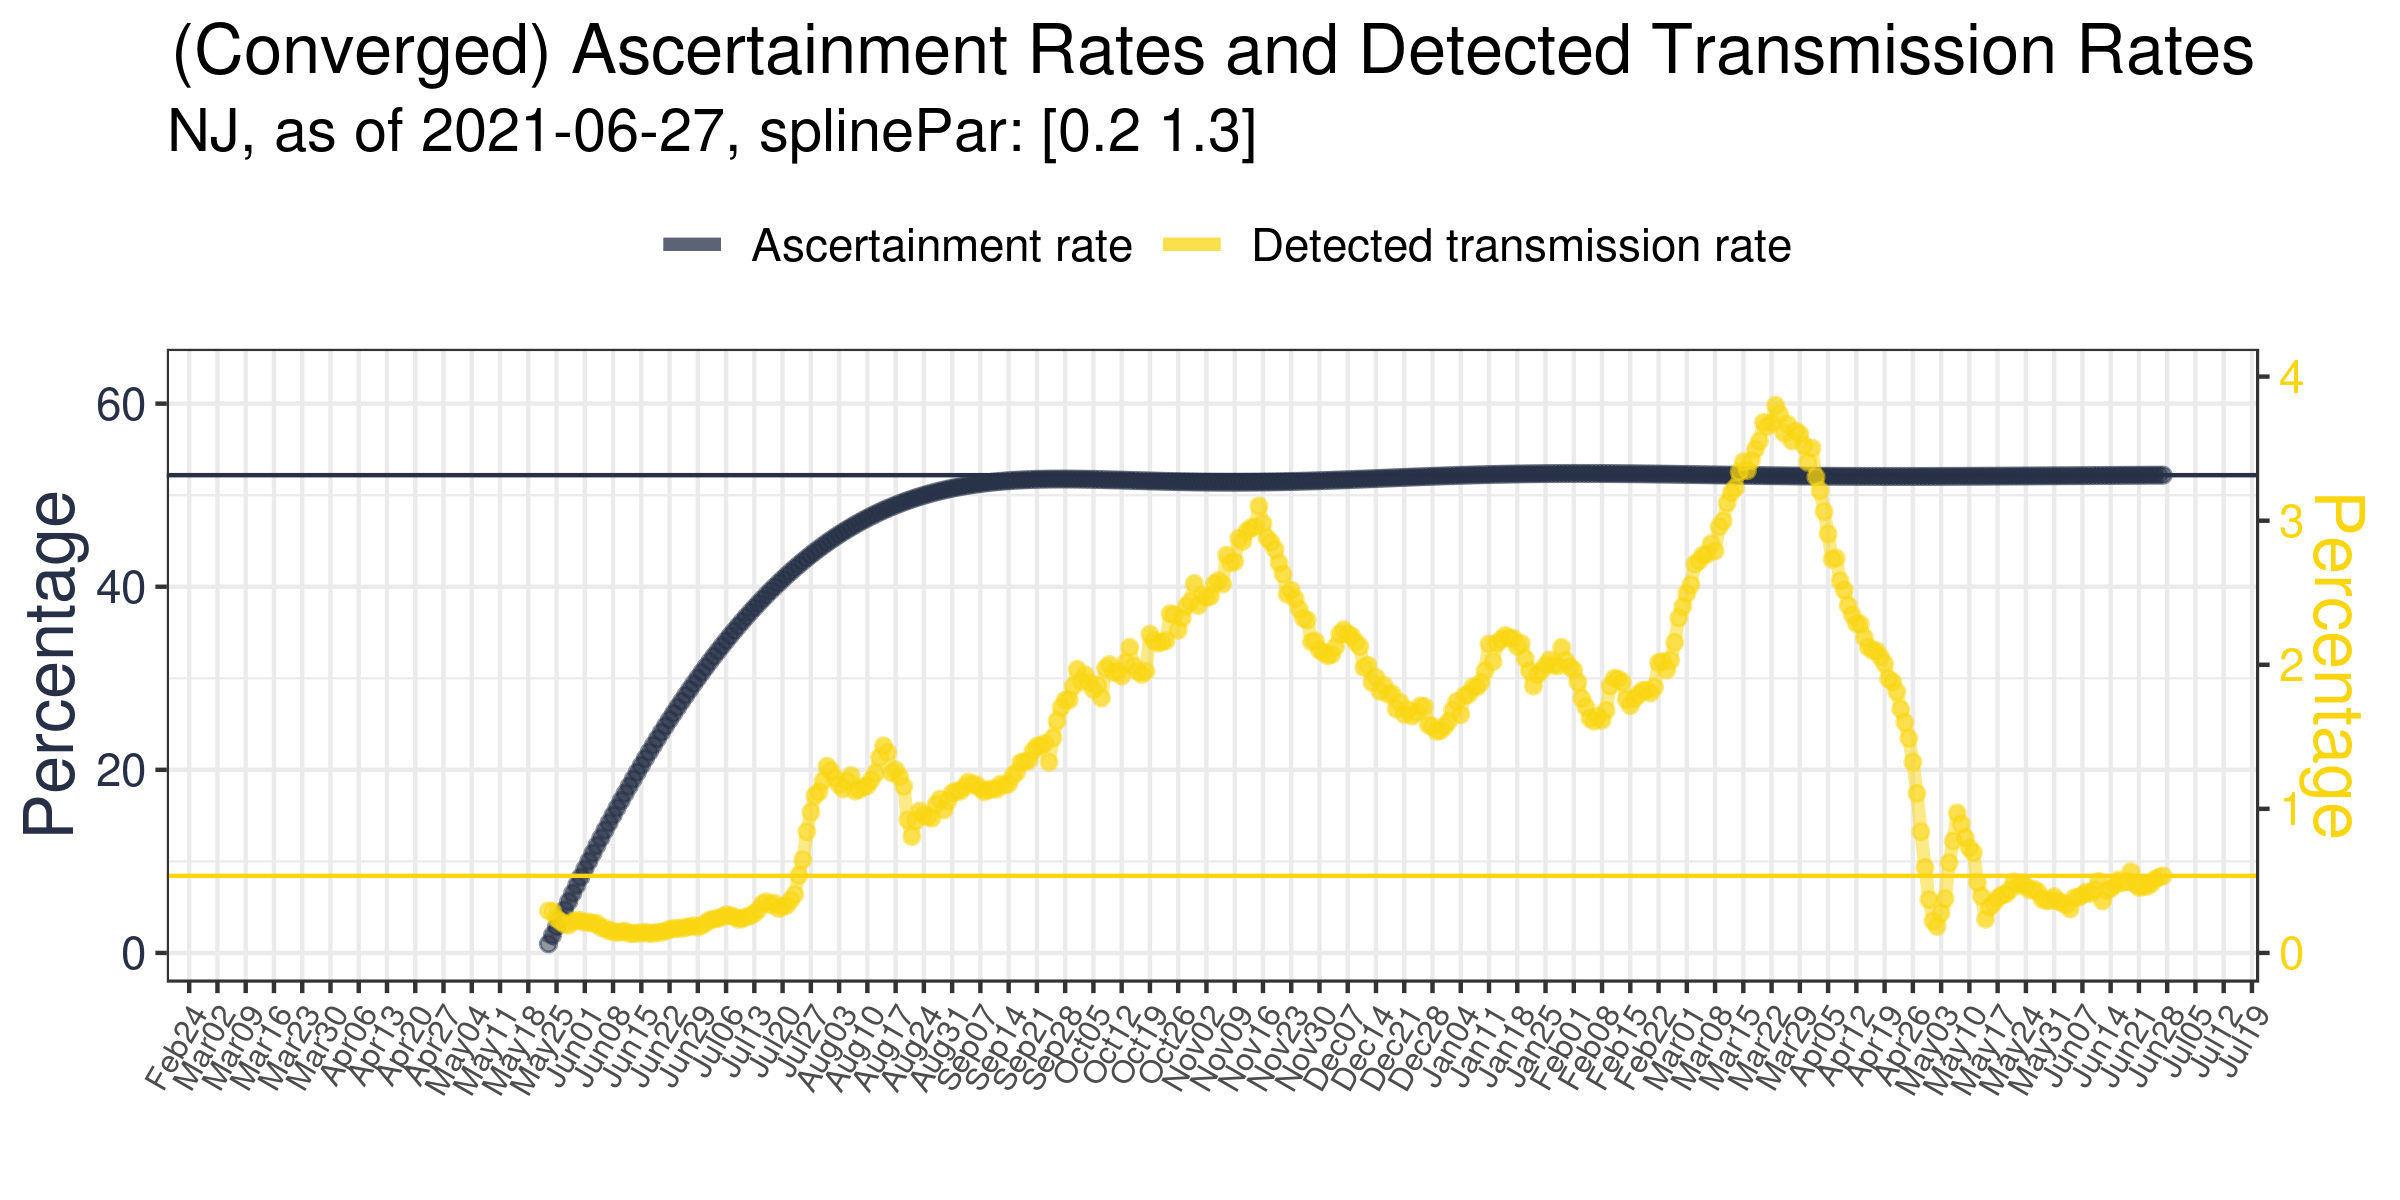 (Converged) Ascertainment Rates and Detected Transmission Rates
NJ, as of 2021-06-27, splinePar: [0.2 1.3]
Ascertainment rate Detected transmission rate
Percentage
60
40
20
0
4
3
2
1
0
Percentage
Feb24 Mar02 Mar09 Mar16 Mar23 Mar30 Apr06 Apr13 Apr20 Apr27 May04 May11 May18 May25 Jun01 Jun08 Jun15 Jun22 Jun29 Jul06 Jul13 Jul20 Jul27 Aug03 Aug10 Aug17 Aug24 Aug31 Sep07 Sep14 Sep21 Sep28 Oct05 Oct12 Oct19 Oct26 Nov02 Nov09 Nov16 Nov23 Nov30 Dec07 Dec14 Dec21 Dec28 Jan04 Jan11 Jan18 Jan25 Feb01 Feb08 Feb15 Feb22 Mar01 Mar08 Mar15 Mar22 Mar29 Apr05 Apr12 Apr19 Apr26 May03 May10 May17 May24 May31 Jun07 Jun14 Jun21 Jun28 Jul05 Jul12 Jul19